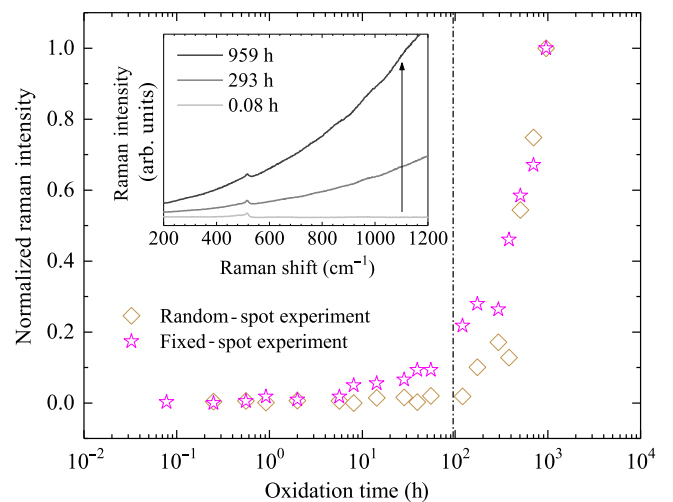 Normalized raman intensity
1.0
0.8
0.6
0.4
0.2
0.0
10⁻²
10⁻¹
10⁰
10¹
10²
10³
10⁴
Oxidation time (h)
Random-spot experiment
Fixed-spot experiment
959 h
293 h
0.08 h
Raman intensity
(arb. units)
200
400
600
800
1000
1200
Raman shift (cm⁻¹)